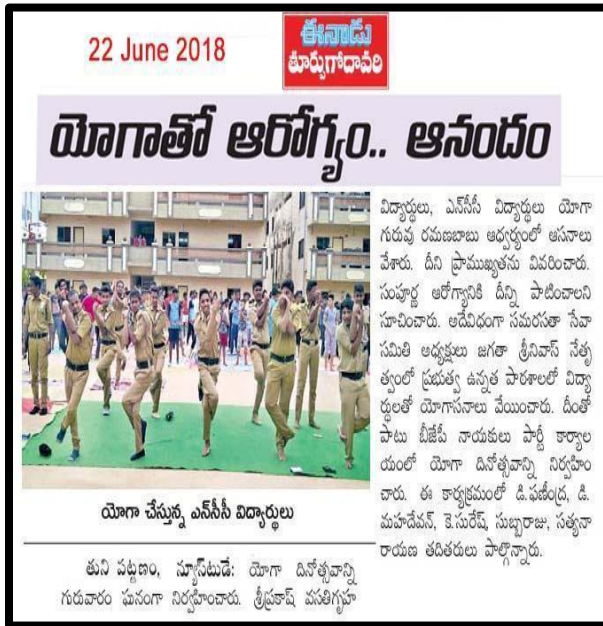 22 June 2018
ఈనాడు
తూర్పుగోదావరి
యోగాతో ఆరోగ్యం.. ఆనందం
యోగా చేస్తున్న ఎన్‌సీసీ విద్యార్థులు
తుని పట్టణం, న్యూస్‌టుడే: యోగా దినోత్సవాన్ని
గురువారం ఘనంగా నిర్వహించారు. శ్రీప్రకాష్ వసతిగృహ
విద్యార్థులు, ఎన్‌సీసీ విద్యార్థులు యోగా
గురువు రమణబాబు ఆధ్వర్యంలో ఆసనాలు
వేశారు. దీని ప్రాముఖ్యతను వివరించారు.
సంపూర్ణ ఆరోగ్యానికి దీన్ని పాటించాలని
సూచించారు. అదేవిధంగా సమరసతా సేవా
సమితి అధ్యక్షులు జగతా శ్రీనివాస్ నేతృ
త్వంలో ప్రభుత్వ ఉన్నత పాఠశాలలో విద్యా
ర్థులతో యోగాసనాలు వేయించారు. దీంతో
పాటు బీజేపీ నాయకులు పార్టీ కార్యాల
యంలో యోగా దినోత్సవాన్ని నిర్వహిం
చారు. ఈ కార్యక్రమంలో డి.ఫణీంద్ర, డి.
మహదేవన్, కె.సురేష్, సుబ్బరాజు, సత్యనా
రాయణ తదితరులు పాల్గొన్నారు.